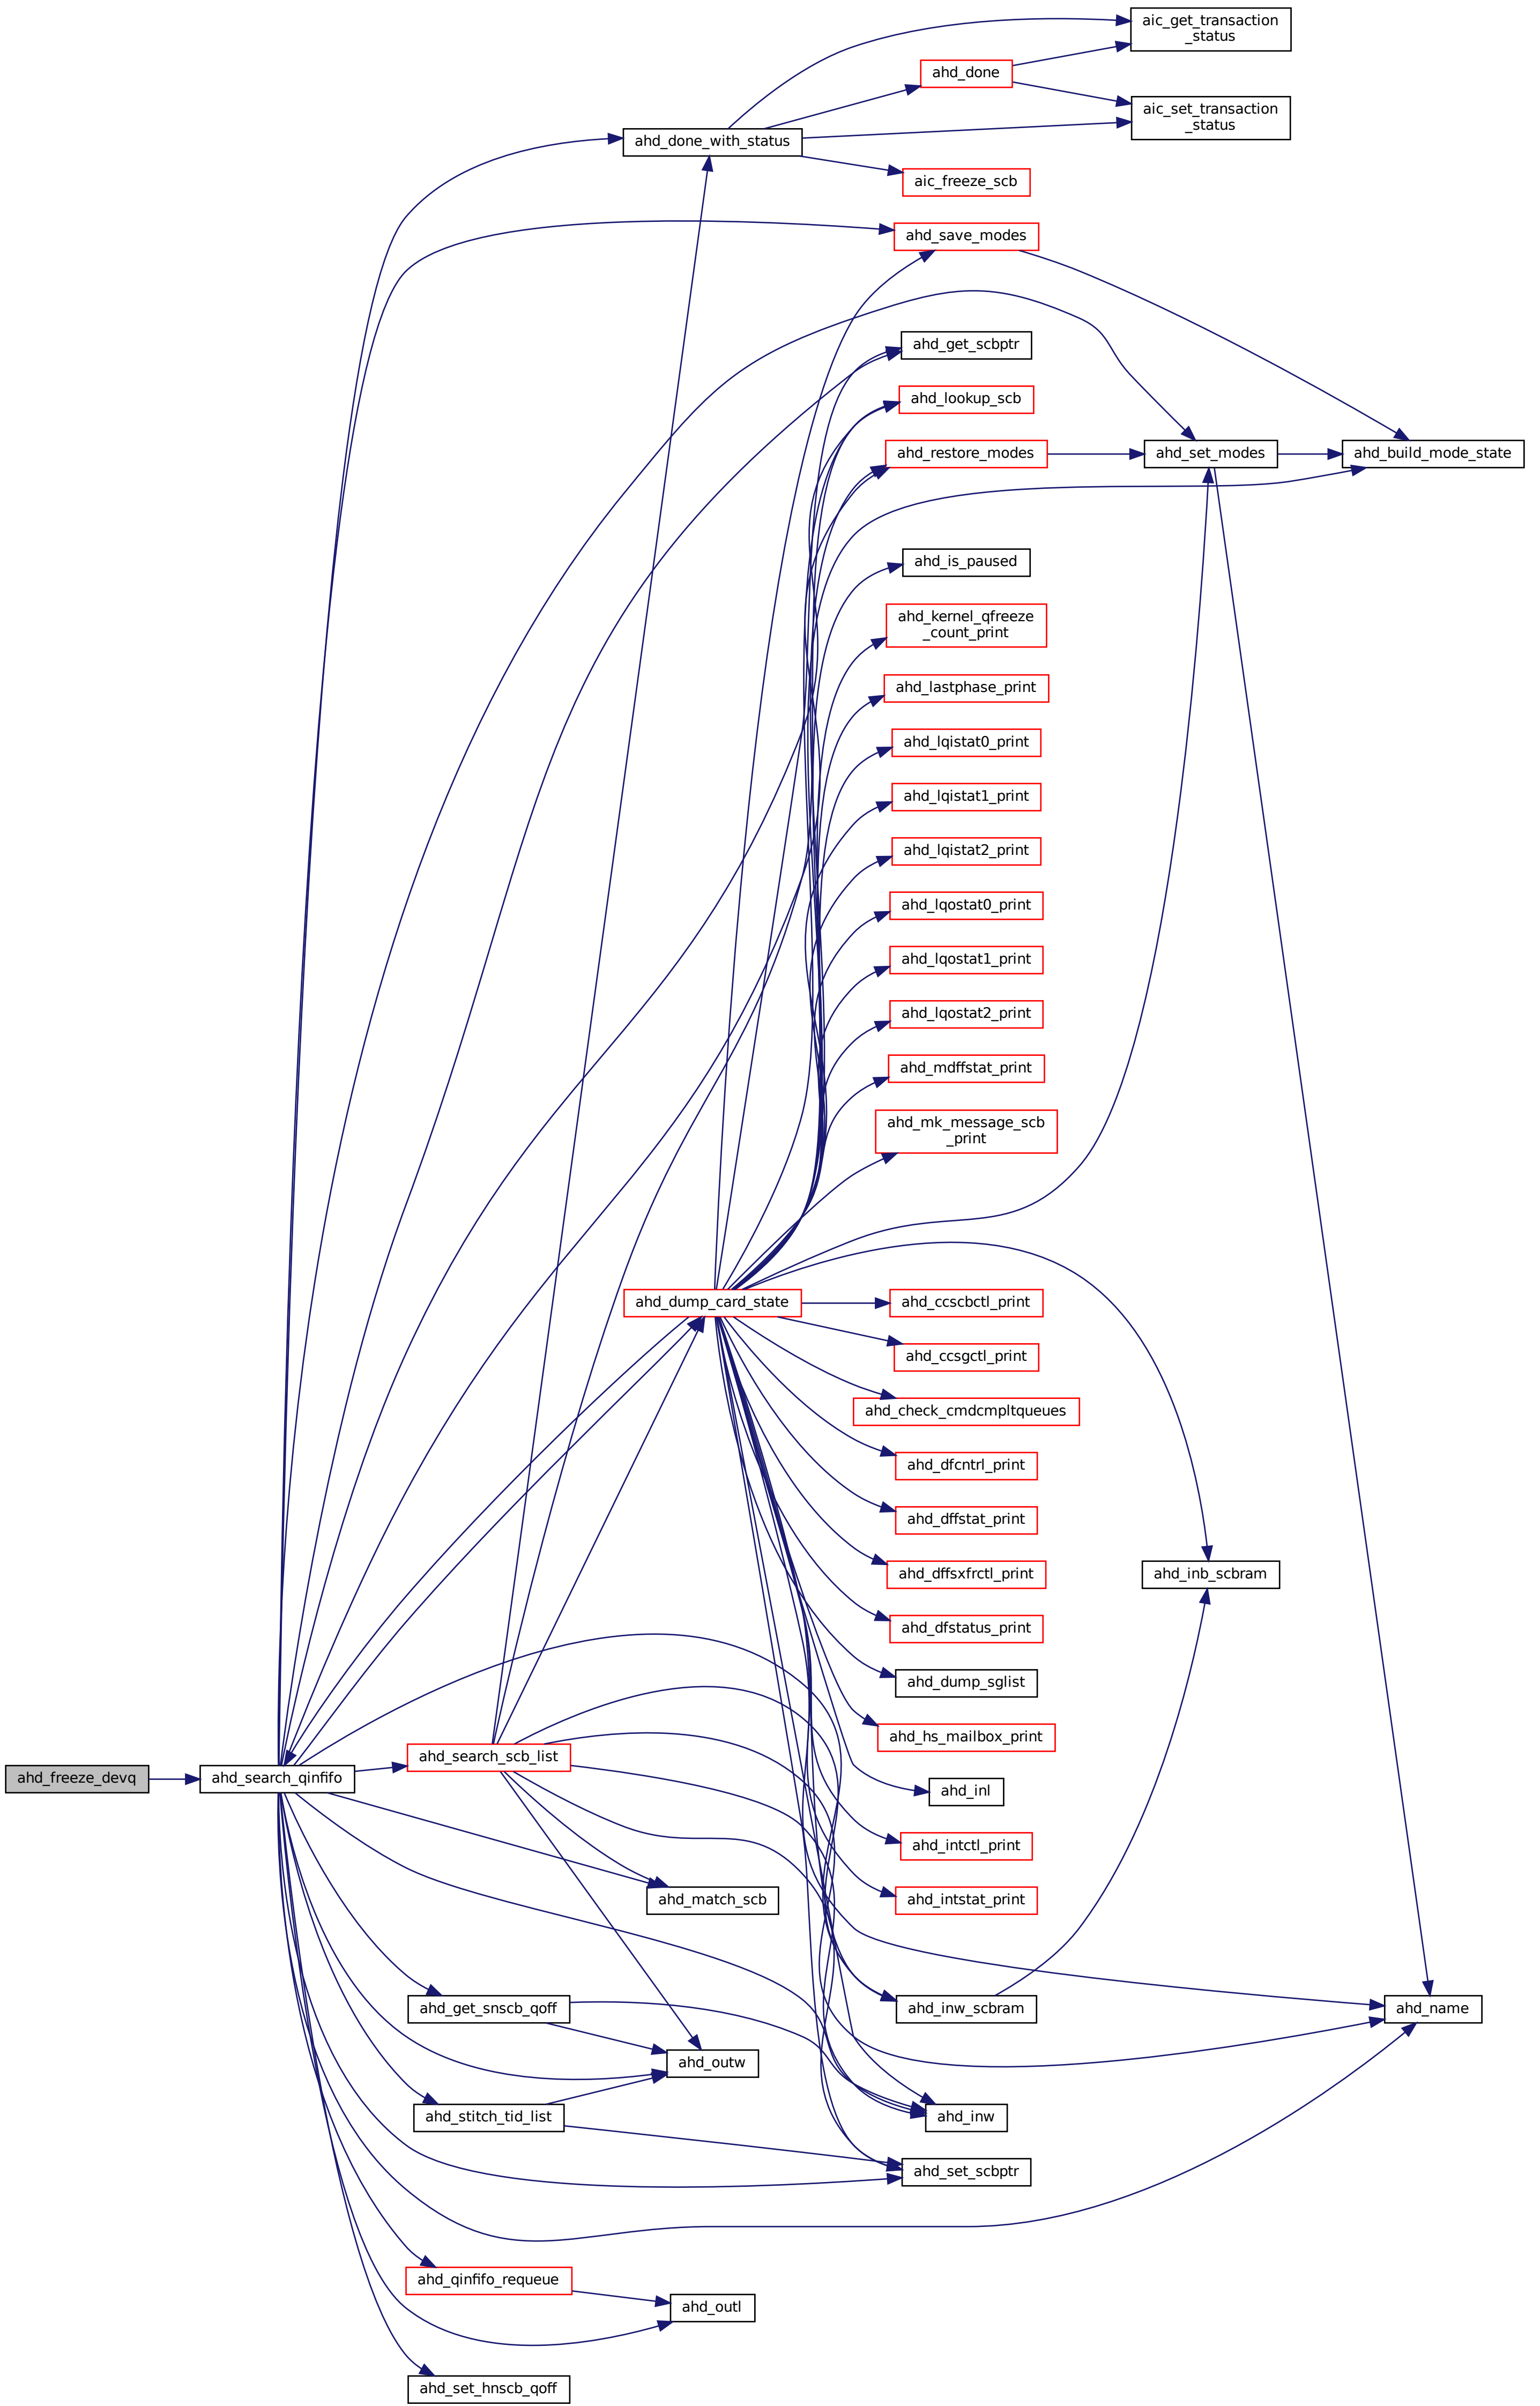 aic_get_transaction
_status
ahd_done
aic_set_transaction
_status
ahd_done_with_status
aic_freeze_scb
ahd_save_modes
ahd_get_scbptr
ahd_lookup_scb
ahd_restore_modes
ahd_set_modes
ahd_build_mode_state
ahd_is_paused
ahd_kernel_qfreeze
_count_print
ahd_lastphase_print
ahd_lqistat0_print
ahd_lqistat1_print
ahd_lqistat2_print
ahd_lqostat0_print
ahd_lqostat1_print
ahd_lqostat2_print
ahd_mdffstat_print
ahd_mk_message_scb
_print
ahd_dump_card_state
ahd_ccscbctl_print
ahd_ccsgctl_print
ahd_check_cmdcmpltqueues
ahd_dfcntrl_print
ahd_dffstat_print
ahd_dffsxfrctl_print
ahd_inb_scbram
ahd_dfstatus_print
ahd_dump_sglist
ahd_hs_mailbox_print
ahd_search_scb_list
ahd_freeze_devq
ahd_search_qinfifo
ahd_inl
ahd_intctl_print
ahd_match_scb
ahd_intstat_print
ahd_get_snscb_qoff
ahd_inw_scbram
ahd_name
ahd_outw
ahd_stitch_tid_list
ahd_inw
ahd_set_scbptr
ahd_qinfifo_requeue
ahd_outl
ahd_set_hnscb_qoff